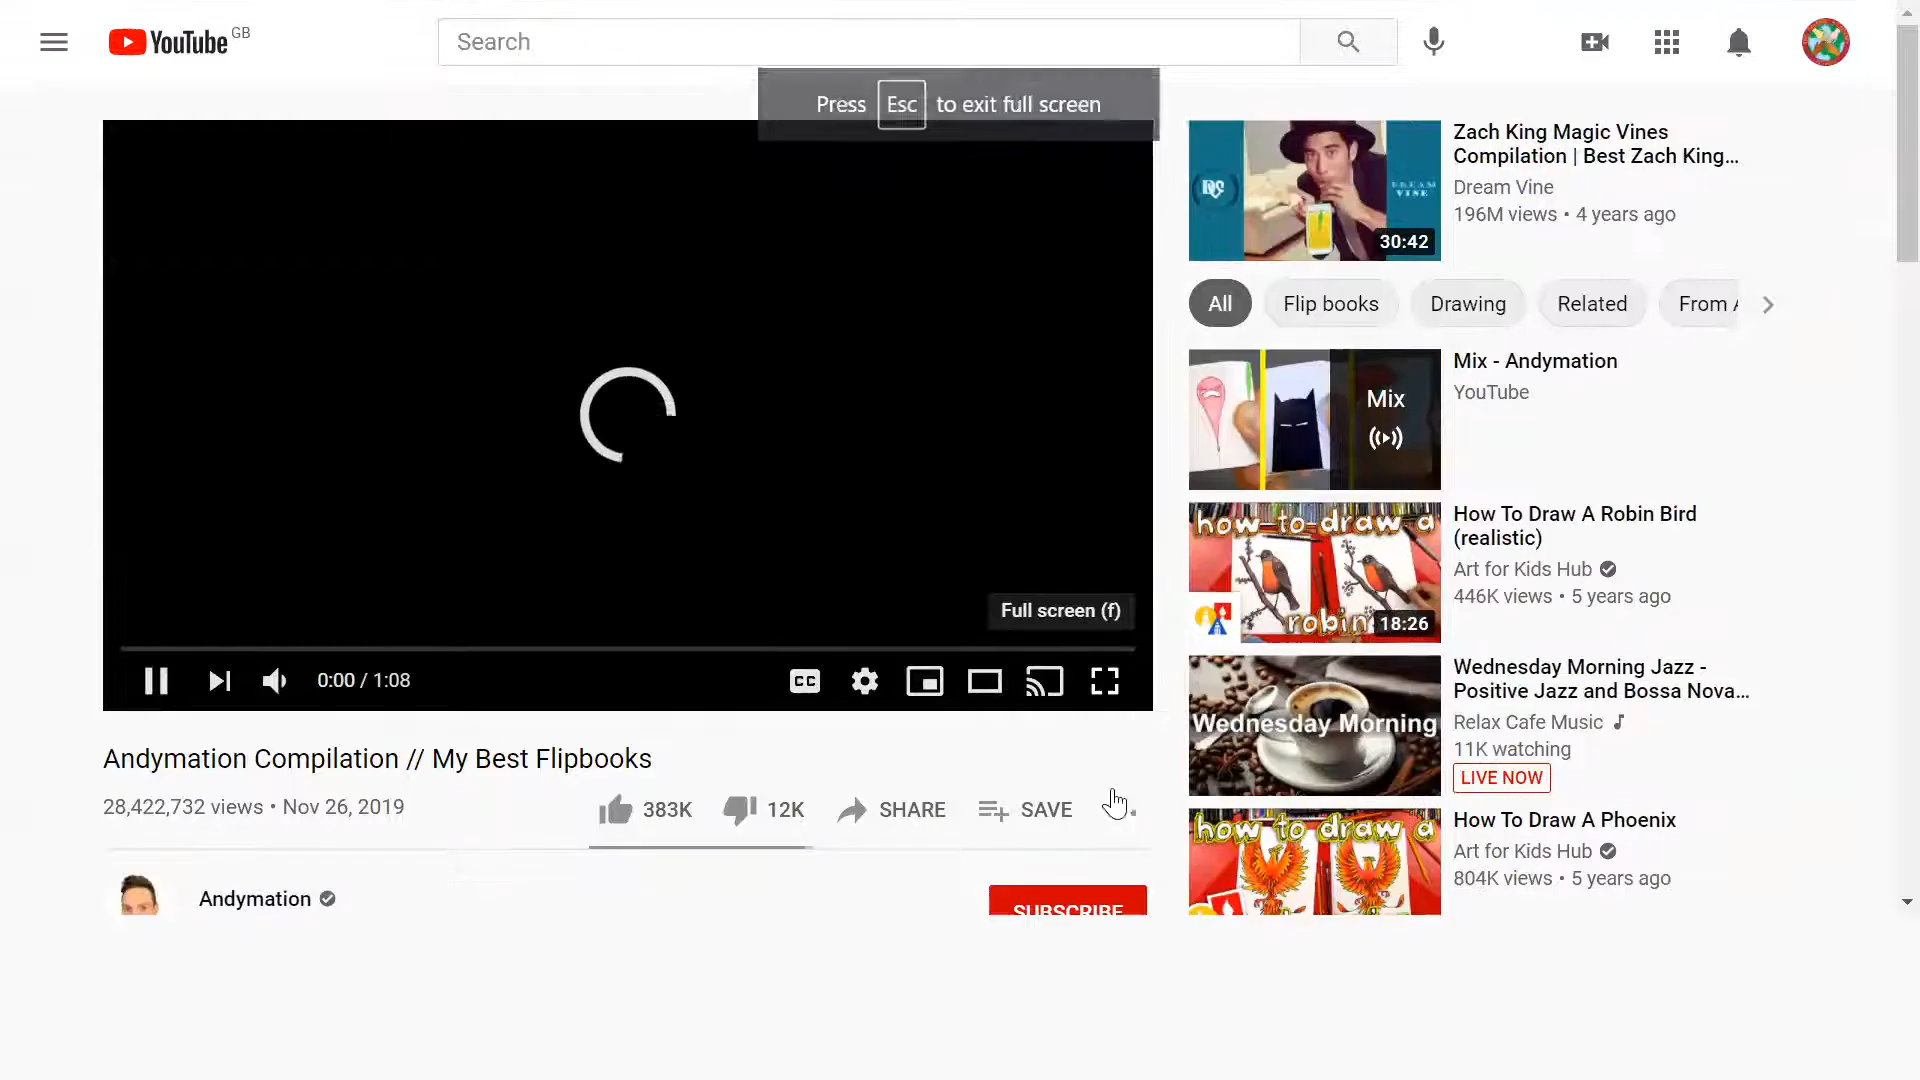 YouTube GB
Search
Press Esc to exit full screen
Full screen (f)
0:00 / 1:08
CC
Andymation Compilation // My Best Flipbooks
28,422,732 views • Nov 26, 2019
383K 12K SHARE SAVE
Andymation
SUBSCRIBE
DREAM
VINE
30:42
Zach King Magic Vines
Compilation | Best Zach King...
Dream Vine
196M views • 4 years ago
All Flip books Drawing Related From
Mix
Mix - Andymation
YouTube
how to draw a
robin
18:26
How To Draw A Robin Bird
(realistic)
Art for Kids Hub
446K views • 5 years ago
Wednesday Morning
Wednesday Morning Jazz -
Positive Jazz and Bossa Nova...
Relax Cafe Music
11K watching
LIVE NOW
how to draw a
How To Draw A Phoenix
Art for Kids Hub
804K views • 5 years ago